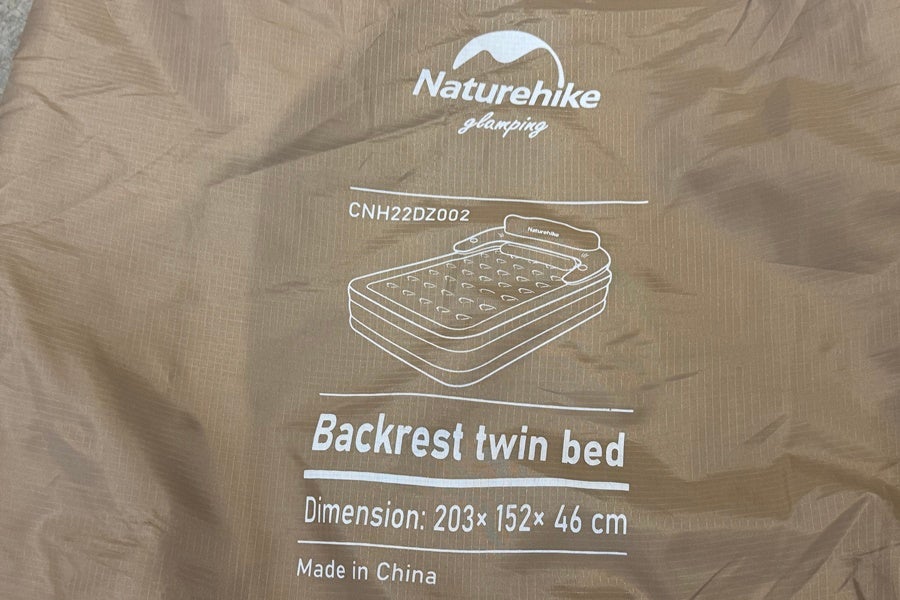 Naturehike
glamping
CNH22DZ002
Naturehike
Backrest twin bed
Dimension: 203× 152× 46 cm
Made in China